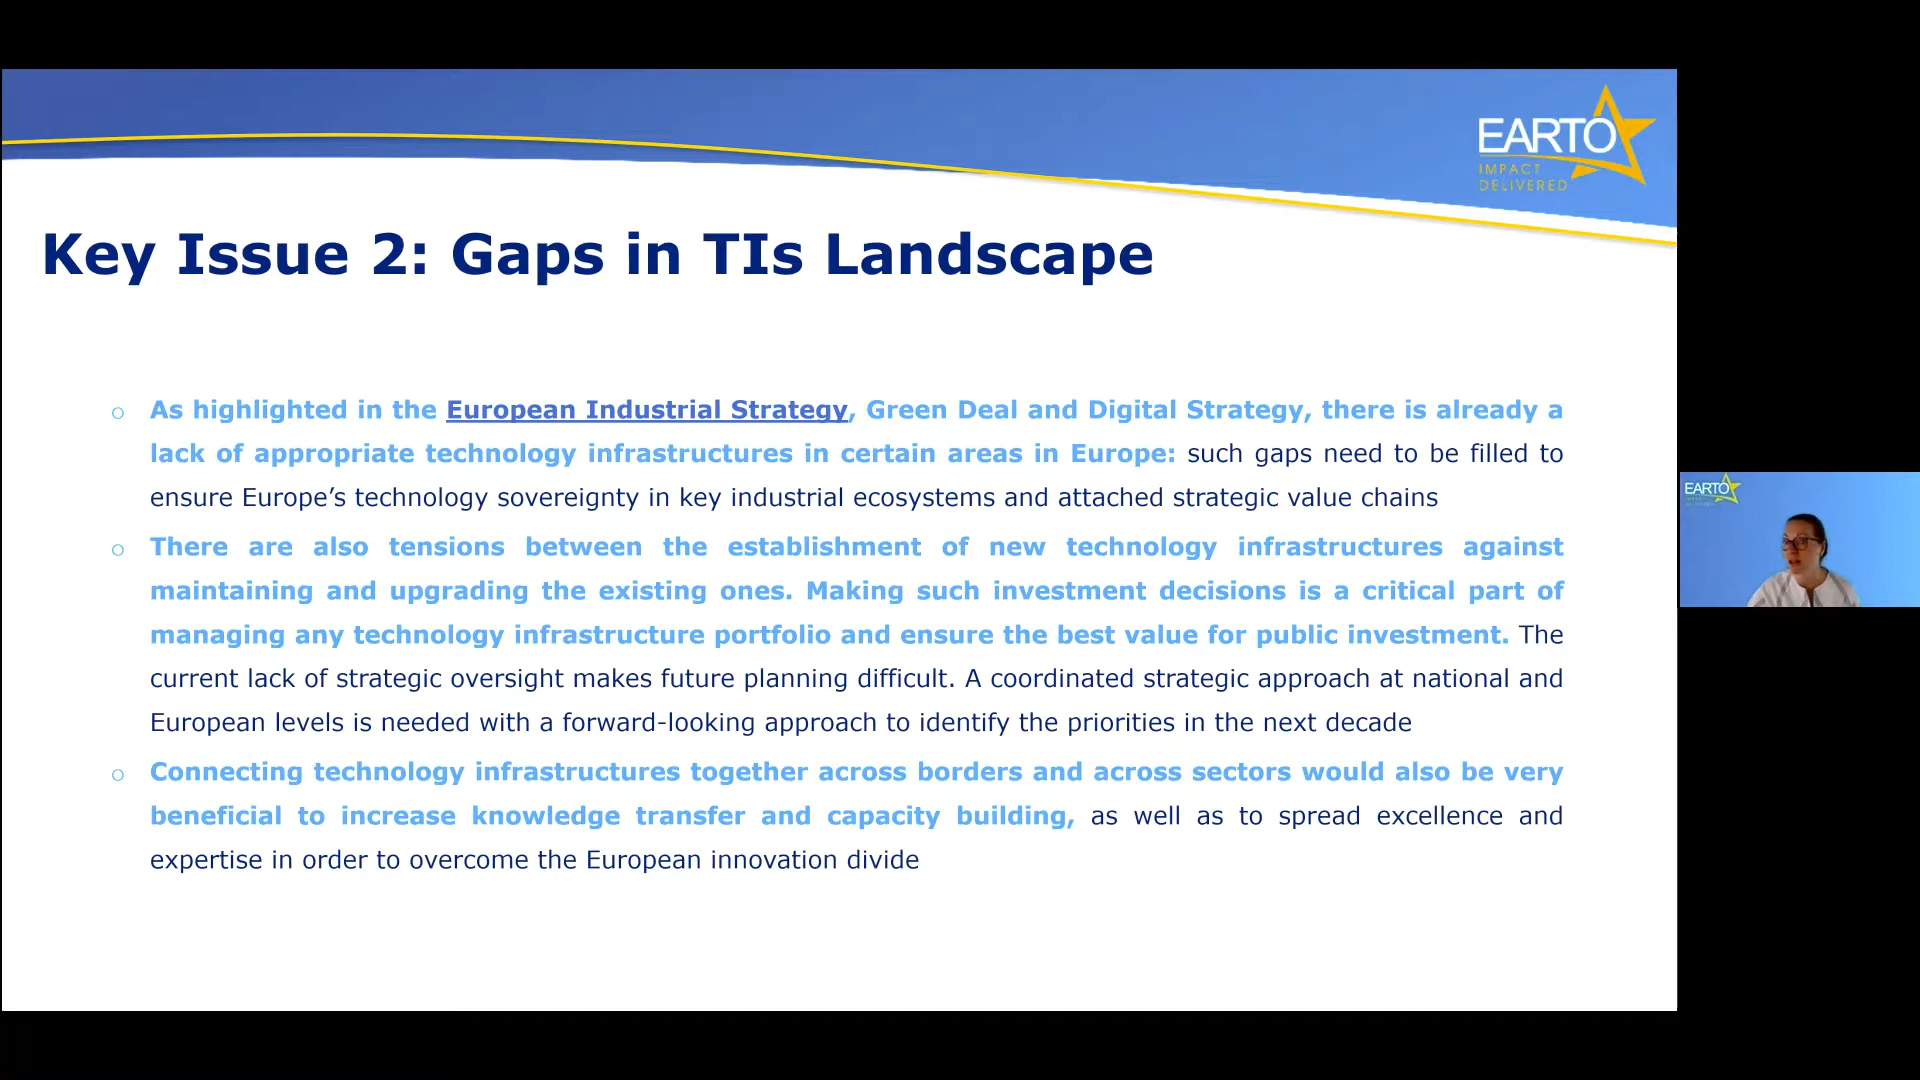 EARTO
IMPACT
DELIVERED
Key Issue 2: Gaps in TIs Landscape
o As highlighted in the European Industrial Strategy, Green Deal and Digital Strategy, there is already a
lack of appropriate technology infrastructures in certain areas in Europe: such gaps need to be filled to
ensure Europe’s technology sovereignty in key industrial ecosystems and attached strategic value chains
o There are also tensions between the establishment of new technology infrastructures against
maintaining and upgrading the existing ones. Making such investment decisions is a critical part of
managing any technology infrastructure portfolio and ensure the best value for public investment. The
current lack of strategic oversight makes future planning difficult. A coordinated strategic approach at national and
European levels is needed with a forward-looking approach to identify the priorities in the next decade
o Connecting technology infrastructures together across borders and across sectors would also be very
beneficial to increase knowledge transfer and capacity building, as well as to spread excellence and
expertise in order to overcome the European innovation divide
EARTO